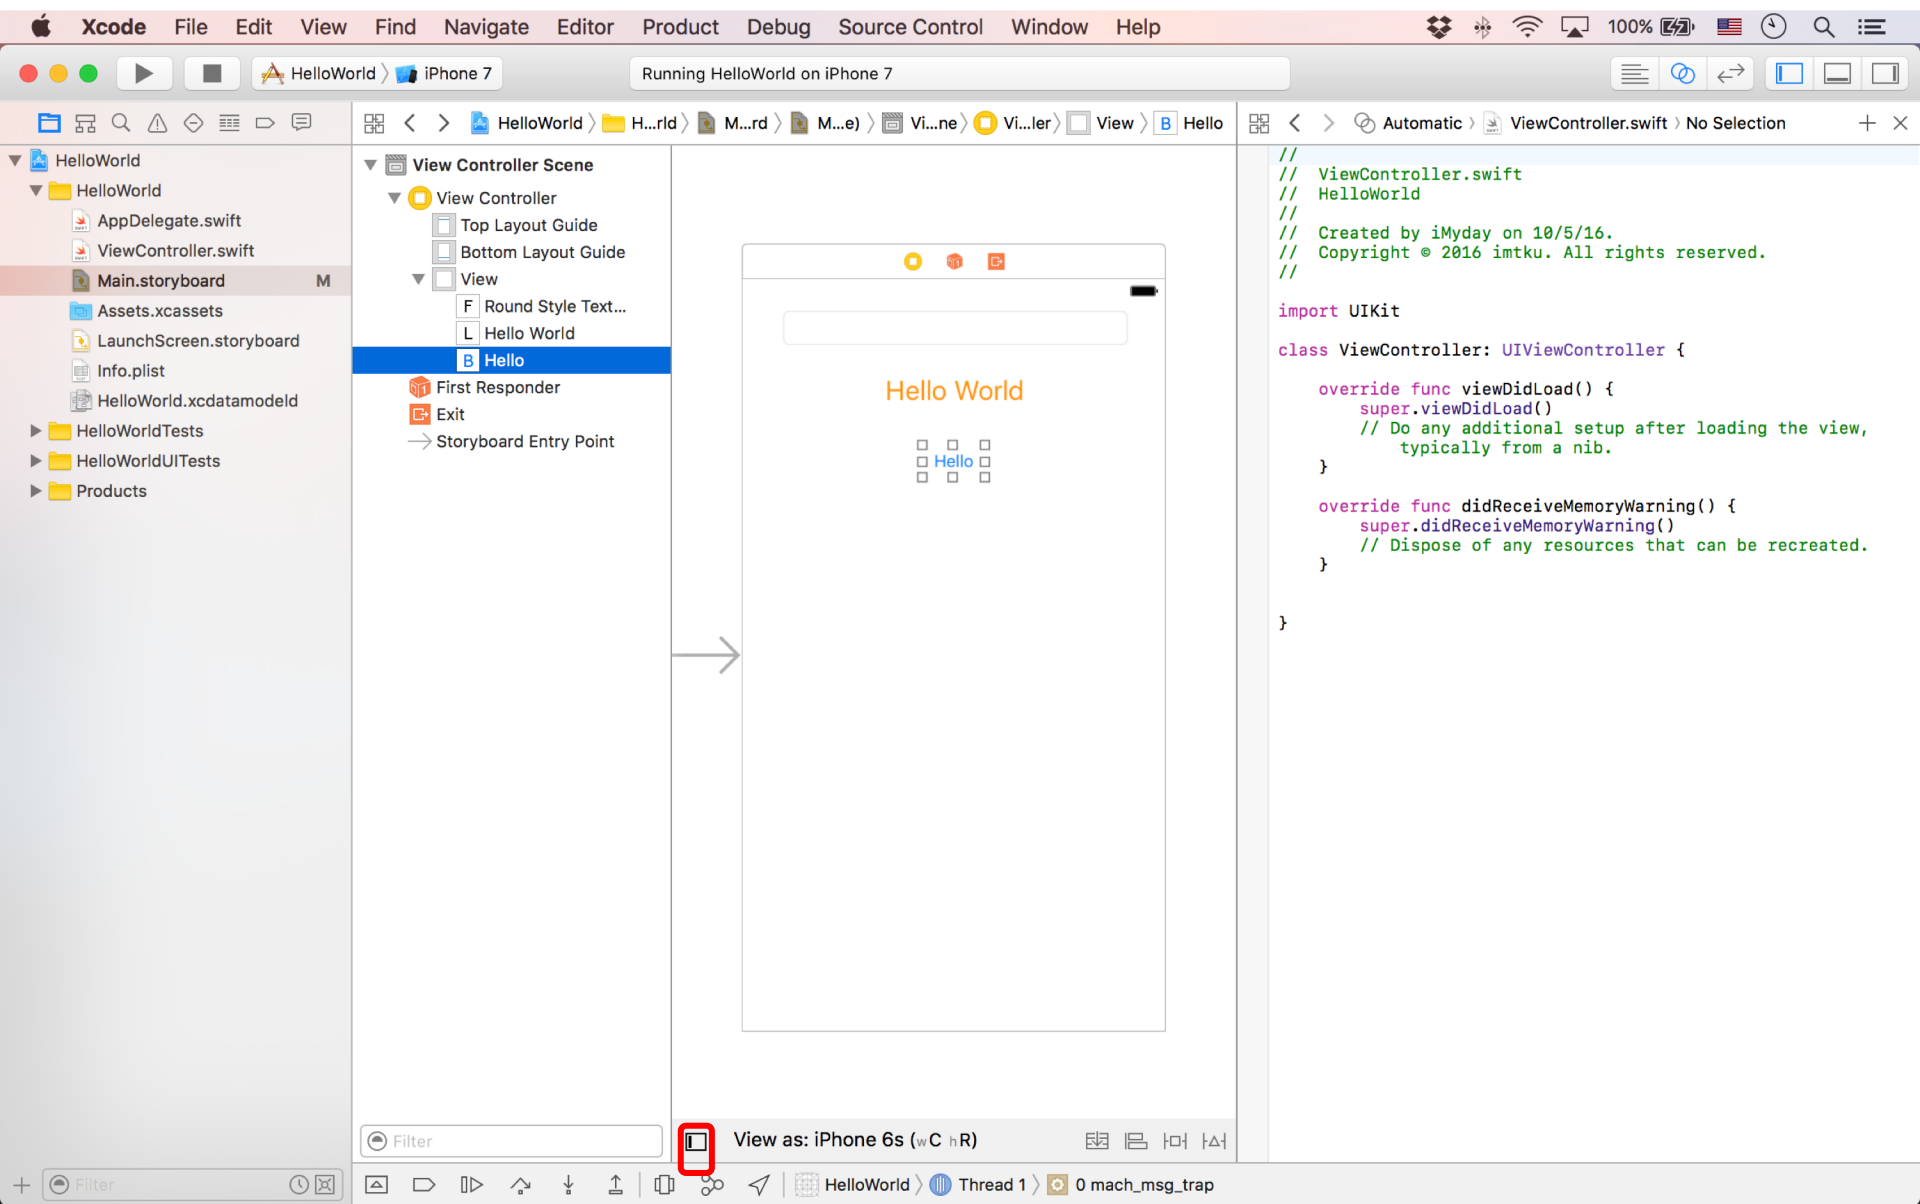 Xcode File Edit View Find Navigate Editor Product Debug Source Control Window Help 100%
HelloWorld iPhone 7 Running HelloWorld on iPhone 7
HelloWorld H...rld M...rd M...e) Vi...ne Vi...ler View B Hello
Automatic ViewController.swift No Selection
HelloWorld
HelloWorld
AppDelegate.swift
ViewController.swift
Main.storyboard M
Assets.xcassets
LaunchScreen.storyboard
Info.plist
HelloWorld.xcdatamodeld
HelloWorldTests
HelloWorldUITests
Products
Filter
View Controller Scene
View Controller
Top Layout Guide
Bottom Layout Guide
View
F Round Style Text...
L Hello World
B Hello
First Responder
Exit
Storyboard Entry Point
Filter
Hello World
Hello
View as: iPhone 6s (wC hR)
HelloWorld Thread 1 0 mach_msg_trap
//
// ViewController.swift
// HelloWorld
//
// Created by iMyday on 10/5/16.
// Copyright © 2016 imtku. All rights reserved.
//
import UIKit
class ViewController: UIViewController {
override func viewDidLoad() {
super.viewDidLoad()
// Do any additional setup after loading the view,
typically from a nib.
}
override func didReceiveMemoryWarning() {
super.didReceiveMemoryWarning()
// Dispose of any resources that can be recreated.
}
}